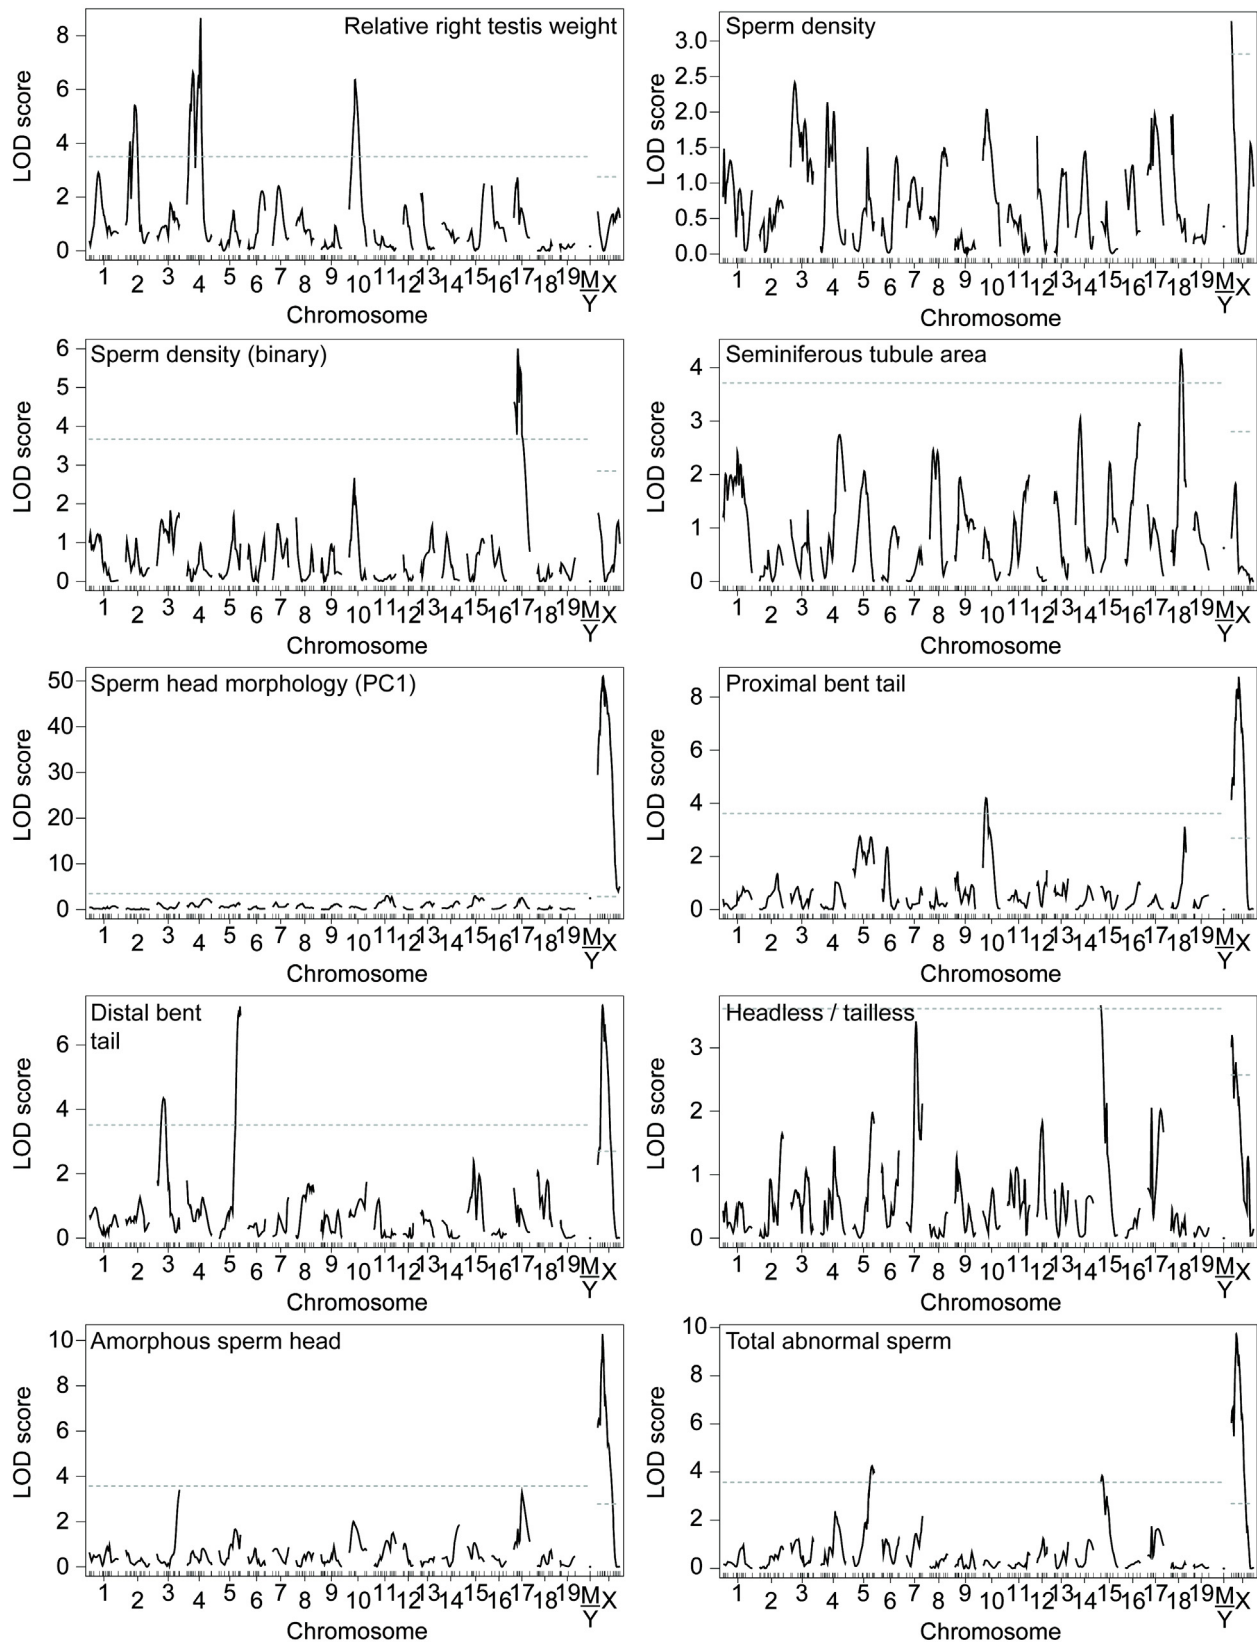 Relative right testis weight
LOD score
8
6
4
2
0
1 2 3 4 5 6 7 8 9 10 11 12 13 14 15 16 17 18 19 M/Y X
Chromosome
Sperm density
LOD score
3.0
2.5
2.0
1.5
1.0
0.5
0.0
1 2 3 4 5 6 7 8 9 10 11 12 13 14 15 16 17 18 19 M/Y X
Chromosome
Sperm density (binary)
LOD score
6
5
4
3
2
1
0
1 2 3 4 5 6 7 8 9 10 11 12 13 14 15 16 17 18 19 M/Y X
Chromosome
Seminiferous tubule area
LOD score
4
3
2
1
0
1 2 3 4 5 6 7 8 9 10 11 12 13 14 15 16 17 18 19 M/Y X
Chromosome
Sperm head morphology (PC1)
LOD score
50
40
30
20
10
0
1 2 3 4 5 6 7 8 9 10 11 12 13 14 15 16 17 18 19 M/Y X
Chromosome
Proximal bent tail
LOD score
8
6
4
2
0
1 2 3 4 5 6 7 8 9 10 11 12 13 14 15 16 17 18 19 M/Y X
Chromosome
Distal bent
tail
LOD score
6
4
2
0
1 2 3 4 5 6 7 8 9 10 11 12 13 14 15 16 17 18 19 M/Y X
Chromosome
Headless / tailless
LOD score
3
2
1
0
1 2 3 4 5 6 7 8 9 10 11 12 13 14 15 16 17 18 19 M/Y X
Chromosome
Amorphous sperm head
LOD score
10
8
6
4
2
0
1 2 3 4 5 6 7 8 9 10 11 12 13 14 15 16 17 18 19 M/Y X
Chromosome
Total abnormal sperm
LOD score
10
8
6
4
2
0
1 2 3 4 5 6 7 8 9 10 11 12 13 14 15 16 17 18 19 M/Y X
Chromosome